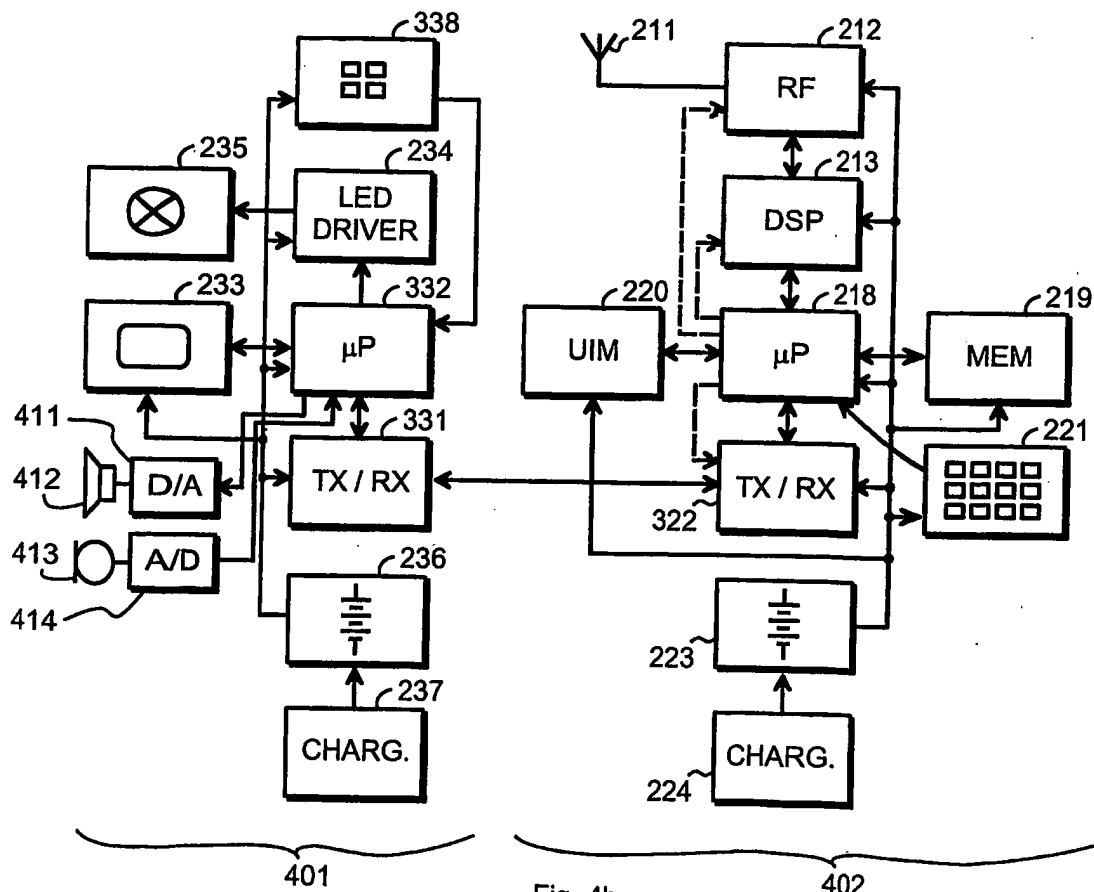 338
211
212
RF
235
234
LED
DRIVER
213
DSP
233
332
μP
220
UIM
218
μP
219
MEM
411
412
D/A
331
TX / RX
322
TX / RX
221
413
A/D
414
236
223
237
CHARG.
224
CHARG.
401
402
Fig. 4b